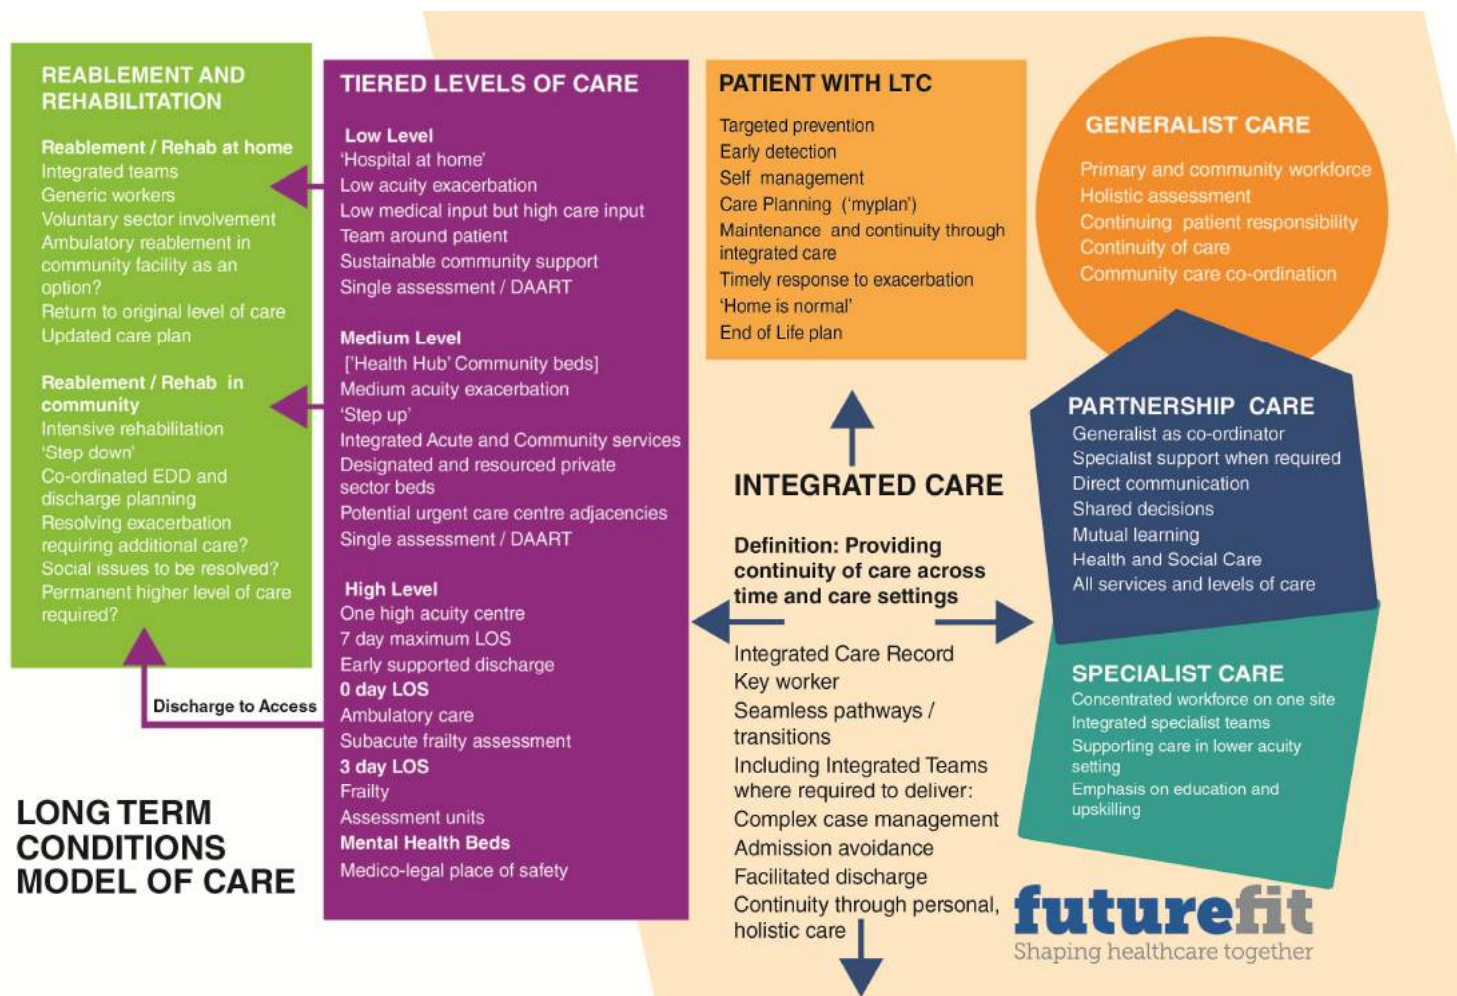 REABLEMENT AND
REHABILITATION
Reablement / Rehab at home
Integrated teams
Generic workers
Voluntary sector involvement
Ambulatory reablement in
community facility as an
option?
Return to original level of care
Updated care plan
Reablement / Rehab in
community
Intensive rehabilitation
'Step down'
Co-ordinated EDD and
discharge planning
Resolving exacerbation
requiring additional care?
Social issues to be resolved?
Permanent higher level of care
required?
Discharge to Access
LONG TERM
CONDITIONS
MODEL OF CARE
TIERED LEVELS OF CARE
Low Level
'Hospital at home'
Low acuity exacerbation
Low medical input but high care input
Team around patient
Sustainable community support
Single assessment / DAART
Medium Level
['Health Hub' Community beds]
Medium acuity exacerbation
'Step up'
Integrated Acute and Community services
Designated and resourced private
sector beds
Potential urgent care centre adjacencies
Single assessment / DAART
High Level
One high acuity centre
7 day maximum LOS
Early supported discharge
0 day LOS
Ambulatory care
Subacute frailty assessment
3 day LOS
Frailty
Assessment units
Mental Health Beds
Medico-legal place of safety
PATIENT WITH LTC
Targeted prevention
Early detection
Self management
Care Planning ('myplan')
Maintenance and continuity through
integrated care
Timely response to exacerbation
'Home is normal'
End of Life plan
INTEGRATED CARE
Definition: Providing
continuity of care across
time and care settings
Integrated Care Record
Key worker
Seamless pathways /
transitions
Including Integrated Teams
where required to deliver:
Complex case management
Admission avoidance
Facilitated discharge
Continuity through personal,
holistic care
GENERALIST CARE
Primary and community workforce
Holistic assessment
Continuing patient responsibility
Continuity of care
Community care co-ordination
PARTNERSHIP CARE
Generalist as co-ordinator
Specialist support when required
Direct communication
Shared decisions
Mutual learning
Health and Social Care
All services and levels of care
SPECIALIST CARE
Concentrated workforce on one site
Integrated specialist teams
Supporting care in lower acuity
setting
Emphasis on education and
upskilling
futurefit
Shaping healthcare together